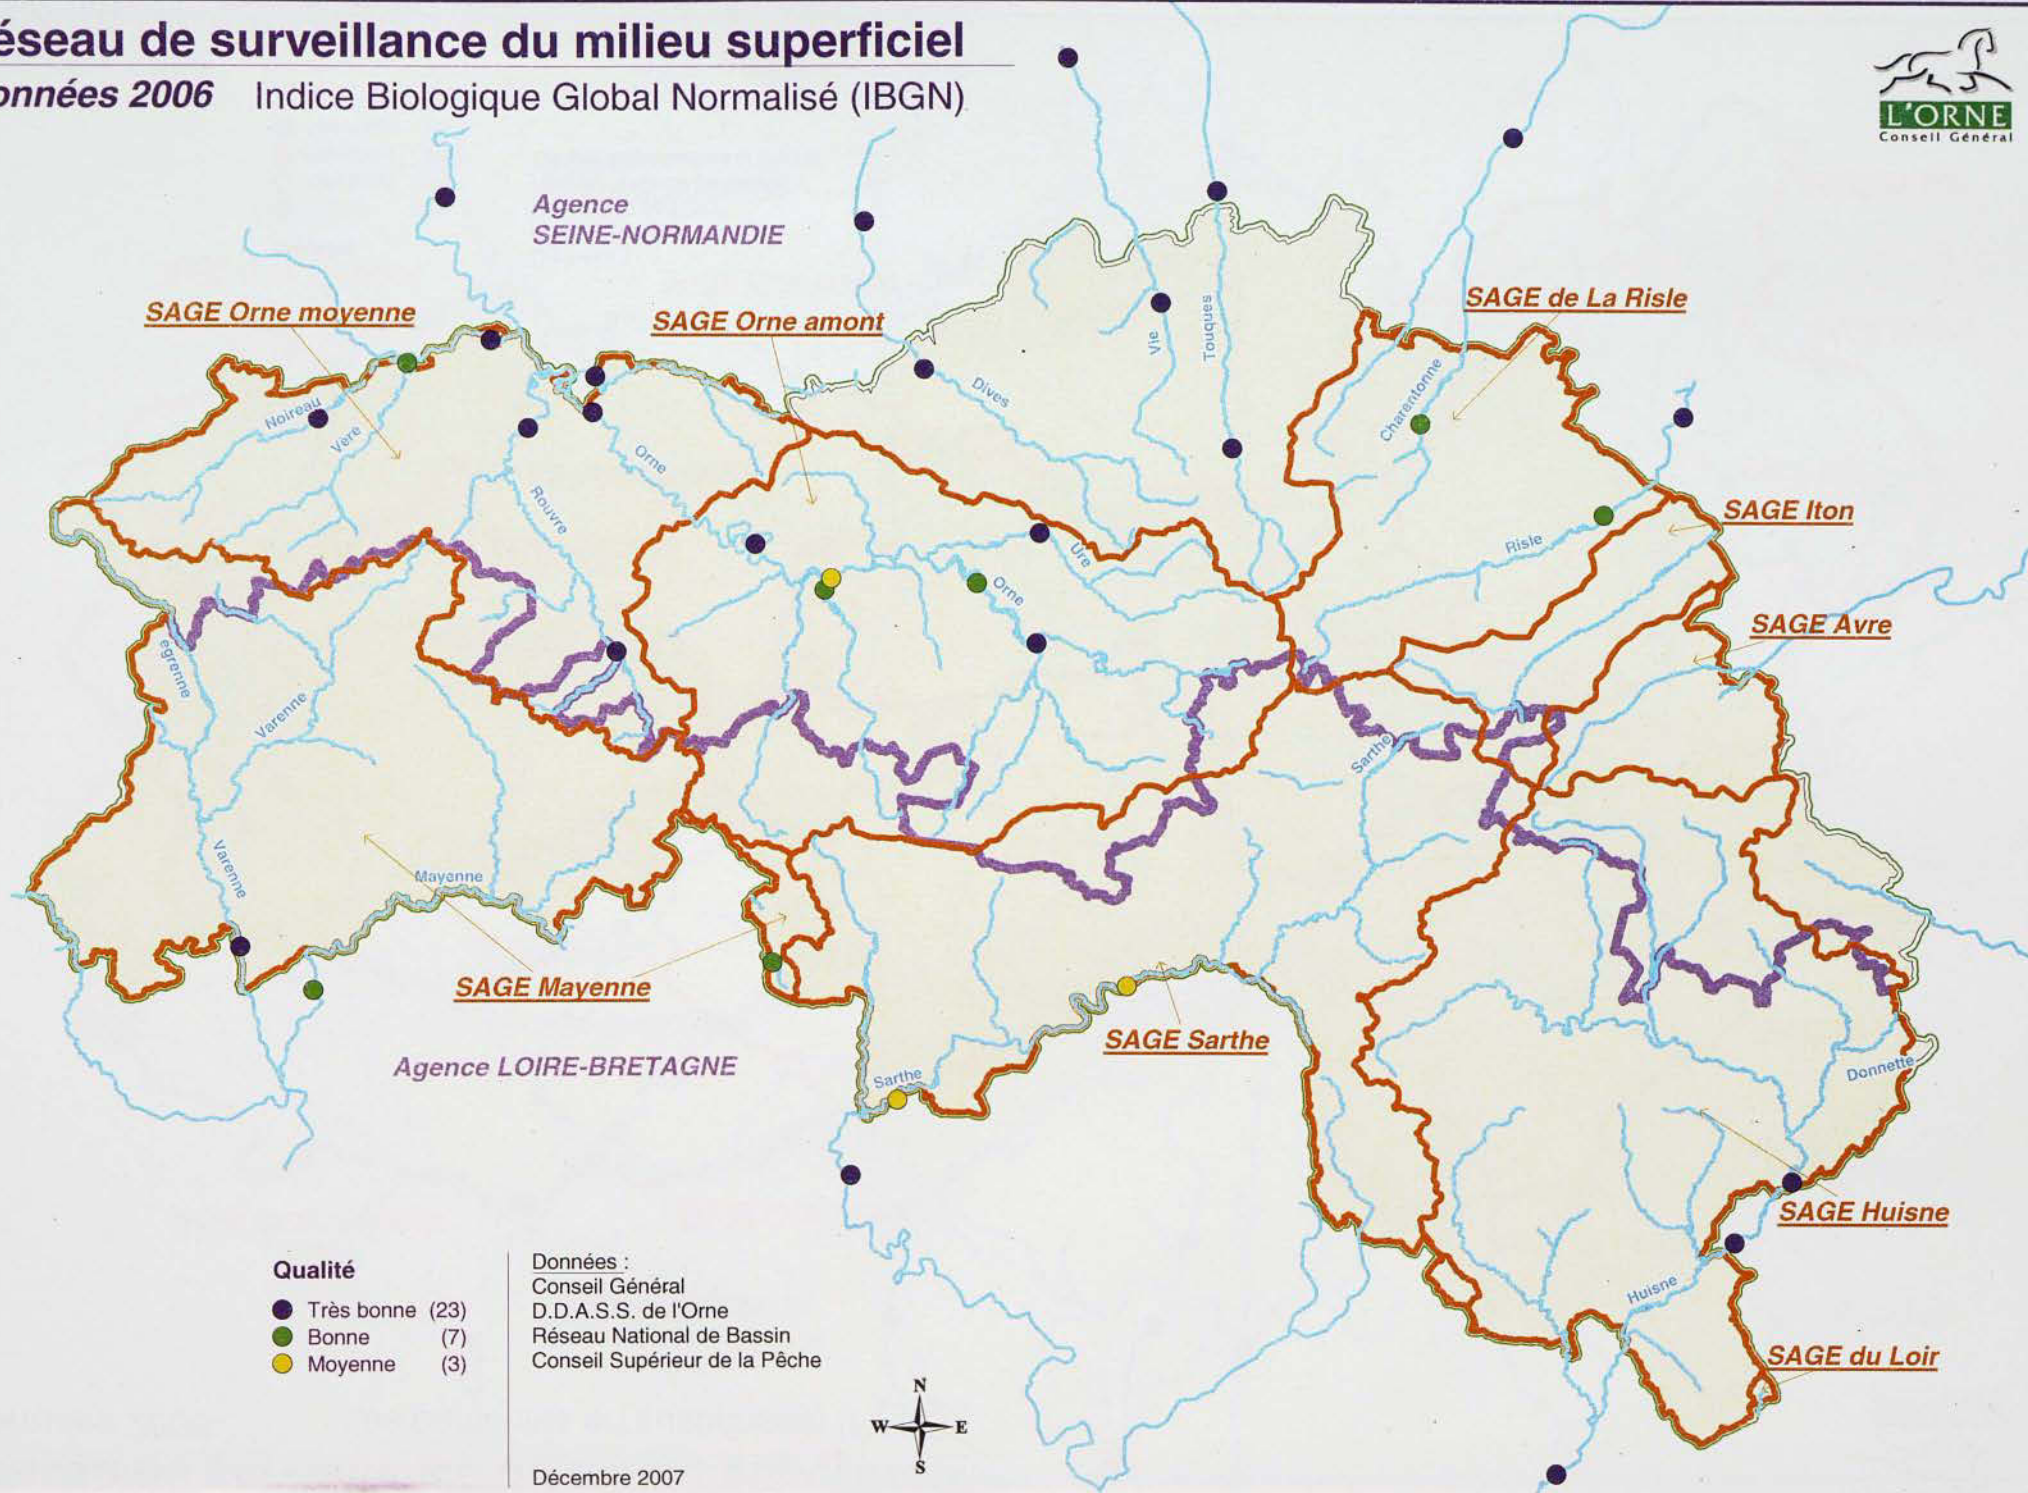 éseau de surveillance du milieu superficiel
onnées 2006 Indice Biologique Global Normalisé (IBGN)
L'ORNE
Conseil Général
Agence
SEINE-NORMANDIE
SAGE Orne moyenne
SAGE Orne amont
SAGE de La Risle
Vie
Touques
Dives
Charentonne
Noireau
Vère
Orne
Rouvre
SAGE Iton
Risle
Ure
Orne
SAGE Avre
egrenne
Varenne
Sarthe
Varenne
Mayenne
SAGE Mayenne
SAGE Sarthe
Agence LOIRE-BRETAGNE
Sarthe
Donnette
SAGE Huisne
Huisne
SAGE du Loir
Qualité
Très bonne (23)
Bonne (7)
Moyenne (3)
Données :
Conseil Général
D.D.A.S.S. de l'Orne
Réseau National de Bassin
Conseil Supérieur de la Pêche
Décembre 2007
N
W E
S